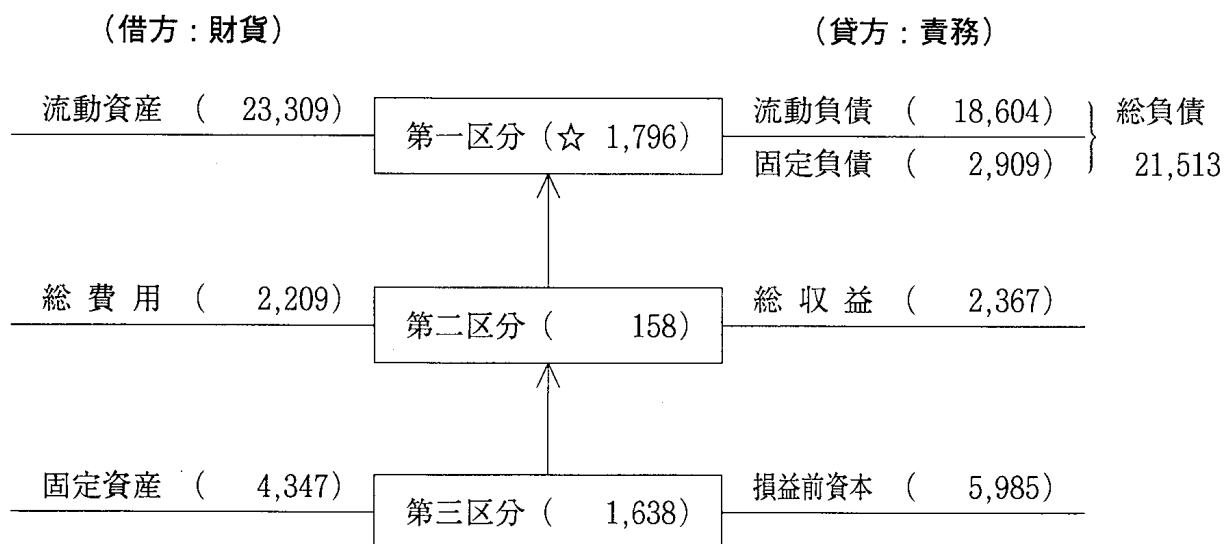 （借方：財貨） （貸方：責務）
流動資産 （ 23,309） 第一区分（☆ 1,796） 流動負債 （ 18,604） 総負債
固定負債 （ 2,909） 21,513
総費用 （ 2,209） 第二区分（ 158） 総収益 （ 2,367）
固定資産 （ 4,347） 第三区分（ 1,638） 損益前資本 （ 5,985）